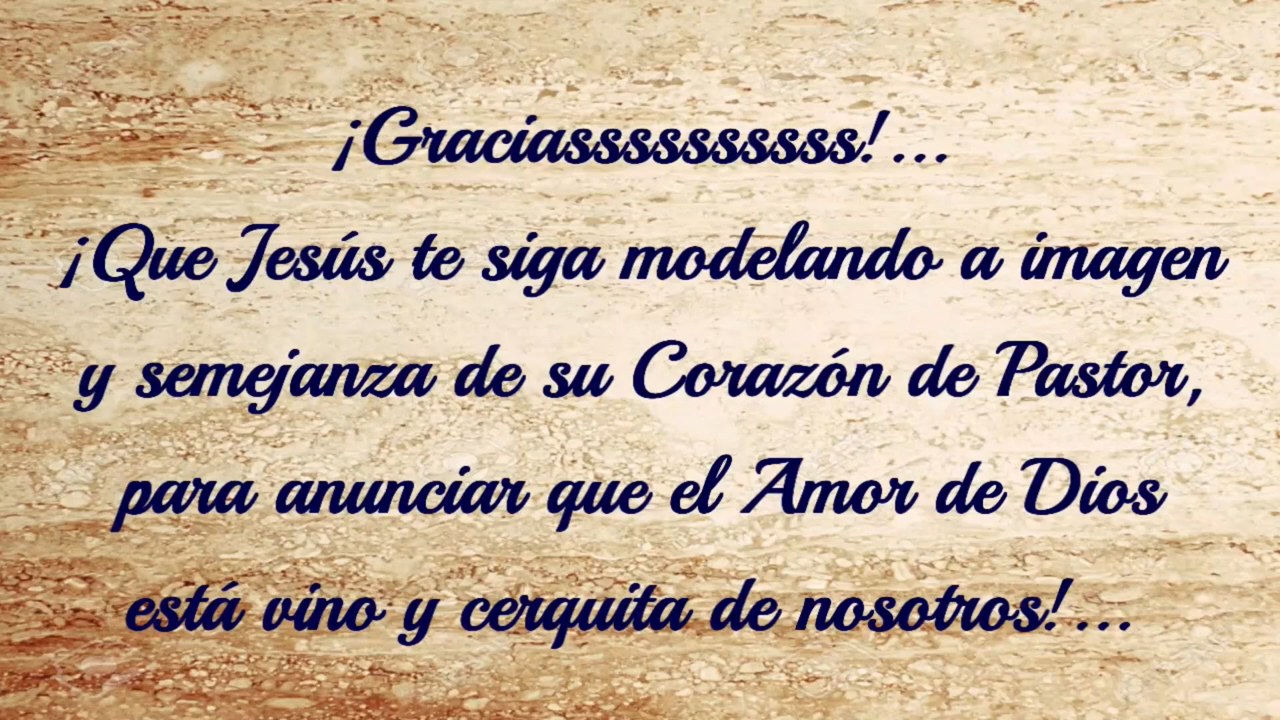 ¡Graciasssssssssss!...
¡Que Jesús te siga modelando a imagen
y semejanza de su Corazón de Pastor,
para anunciar que el Amor de Dios
está vino y cerquita de nosotros!...